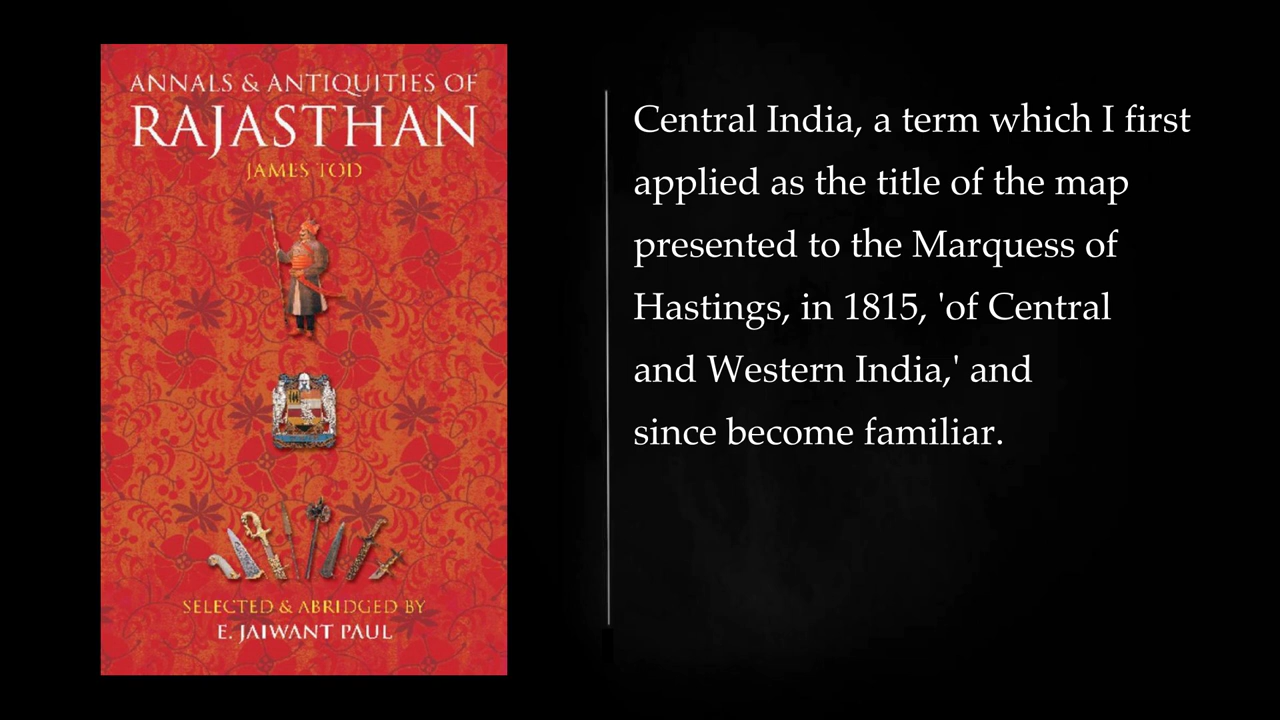 ANNALS & ANTIQUITIES OF
RAJASTHAN
JAMES TOD
SELECTED & ABRIDGED BY
E. JAIWANT PAUL
Central India, a term which I first
applied as the title of the map
presented to the Marquess of
Hastings, in 1815, 'of Central
and Western India,' and
since become familiar.